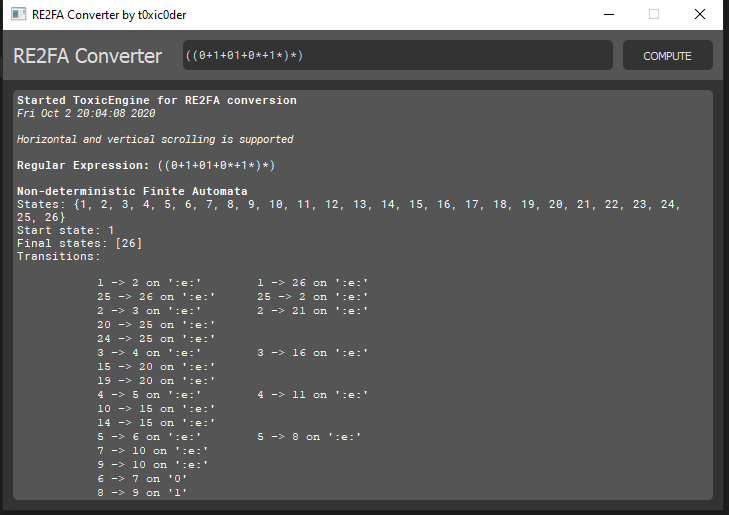 RE2FA Converter by t0xic0der
RE2FA Converter
((0+1+01+0*+1*)*)
COMPUTE
Started ToxicEngine for RE2FA conversion
Fri Oct 2 20:04:08 2020
Horizontal and vertical scrolling is supported
Regular Expression: ((0+1+01+0*+1*)*)
Non-deterministic Finite Automata
States: {1, 2, 3, 4, 5, 6, 7, 8, 9, 10, 11, 12, 13, 14, 15, 16, 17, 18, 19, 20, 21, 22, 23, 24,
25, 26}
Start state: 1
Final states: [26]
Transitions:
1 -> 2 on ':e:' 1 -> 26 on ':e:'
25 -> 26 on ':e:' 25 -> 2 on ':e:'
2 -> 3 on ':e:' 2 -> 21 on ':e:'
20 -> 25 on ':e:'
24 -> 25 on ':e:'
3 -> 4 on ':e:' 3 -> 16 on ':e:'
15 -> 20 on ':e:'
19 -> 20 on ':e:'
4 -> 5 on ':e:' 4 -> 11 on ':e:'
10 -> 15 on ':e:'
14 -> 15 on ':e:'
5 -> 6 on ':e:' 5 -> 8 on ':e:'
7 -> 10 on ':e:'
9 -> 10 on ':e:'
6 -> 7 on '0'
8 -> 9 on '1'